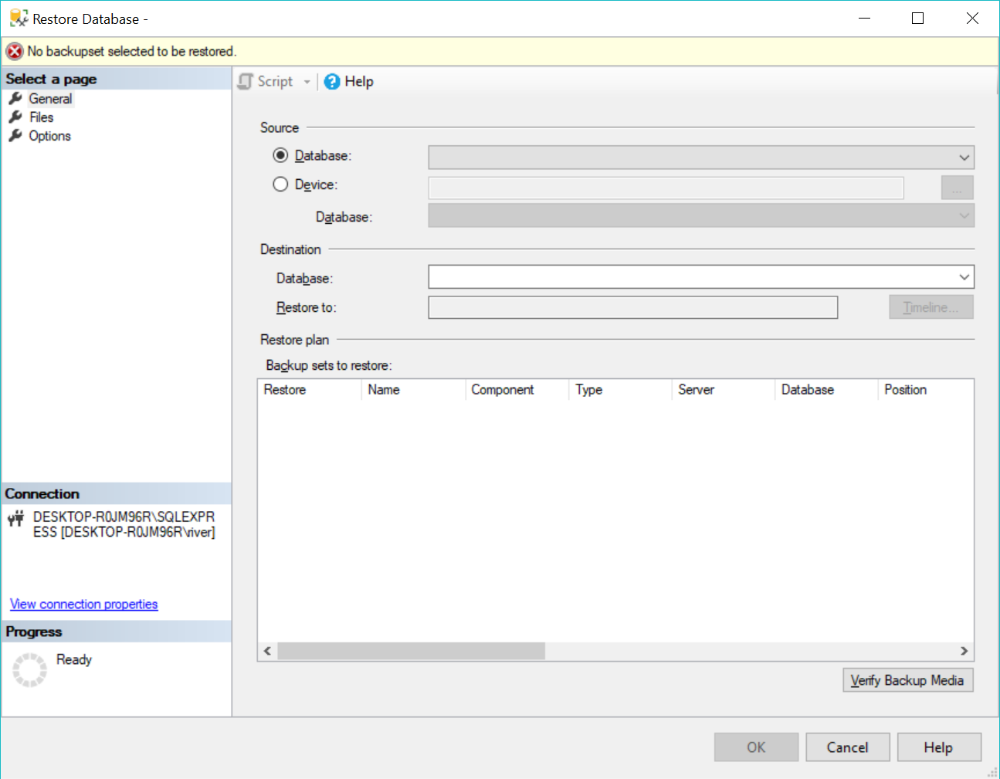 Restore Database -
No backupset selected to be restored.
Select a page
General
Files
Options
Script
Help
Source
Database:
Device:
...
Database:
Destination
Database:
Restore to:
Timeline...
Restore plan
Backup sets to restore:
Restore Name Component Type Server Database Position
Verify Backup Media
Connection
DESKTOP-R0JM96R\SQLEXPR
ESS [DESKTOP-R0JM96R\river]
View connection properties
Progress
Ready
OK Cancel Help